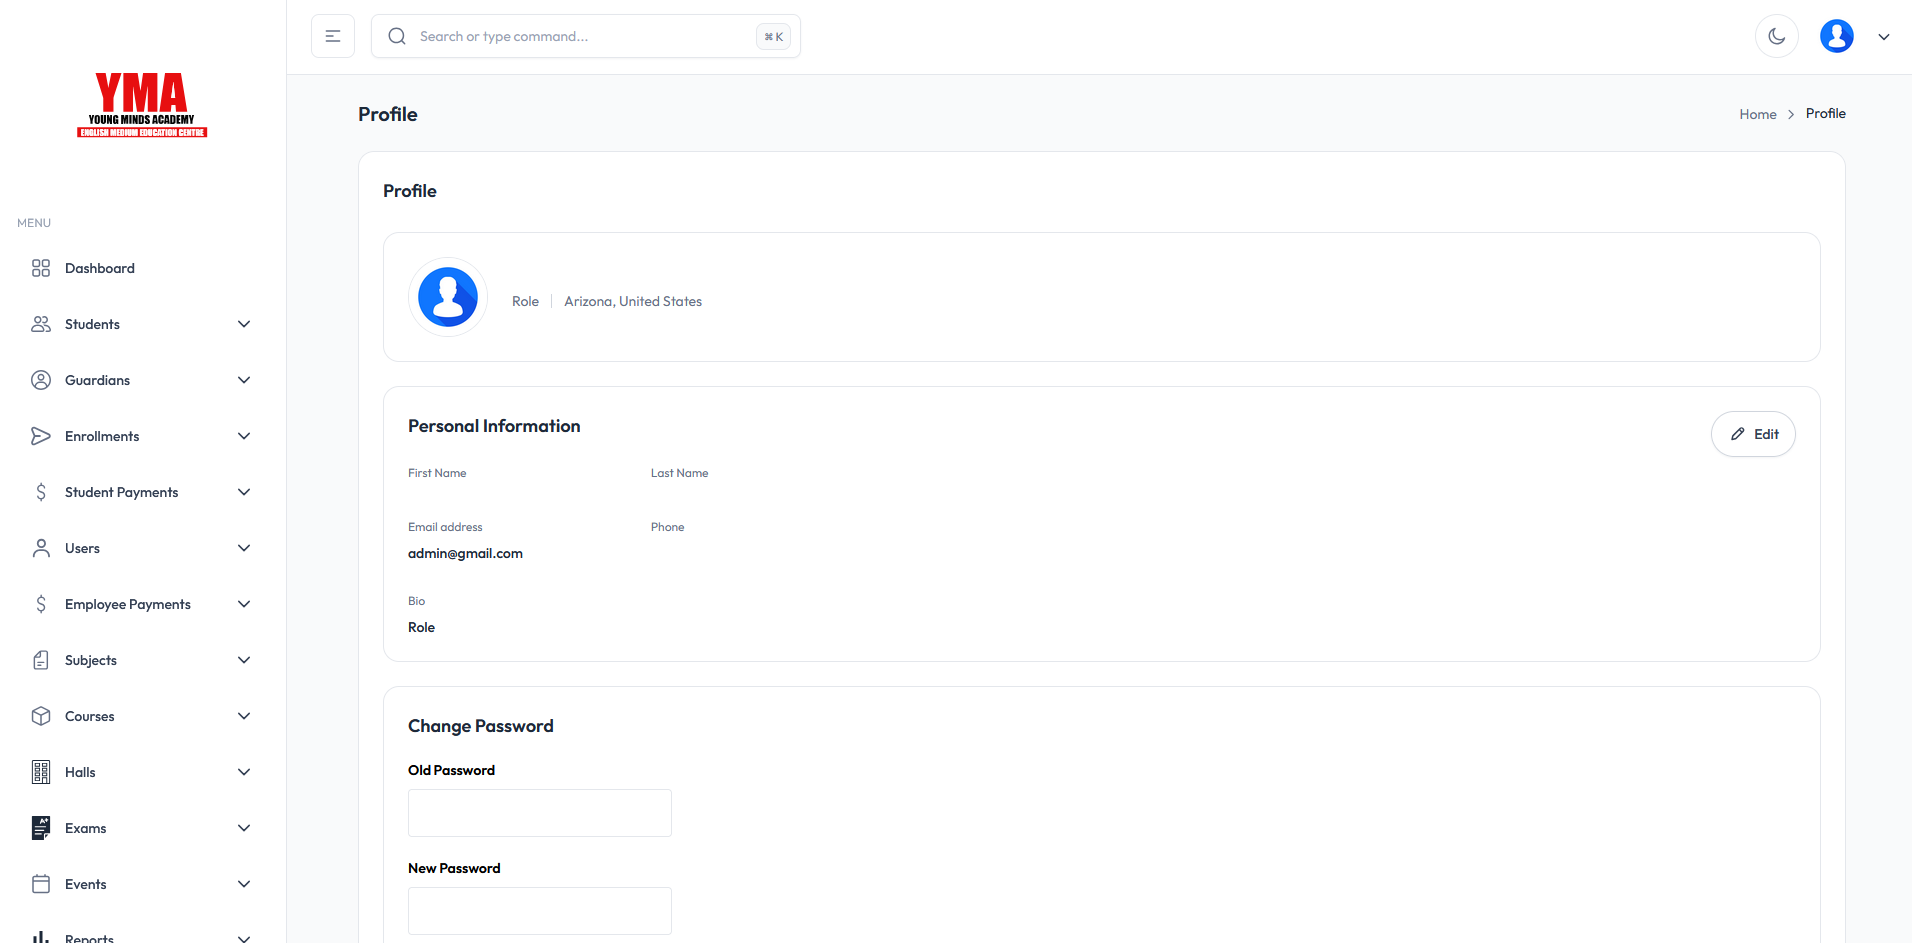 YMA
YOUNG MINDS ACADEMY
ENGLISH MEDIUM EDUCATION CENTRE
MENU
Dashboard
Students
Guardians
Enrollments
Student Payments
Users
Employee Payments
Subjects
Courses
Halls
Exams
Events
Reports
Search or type command...
⌘ K
Profile
Home > Profile
Profile
Role | Arizona, United States
Personal Information
Edit
First Name Last Name
Email address Phone
admin@gmail.com
Bio
Role
Change Password
Old Password
New Password